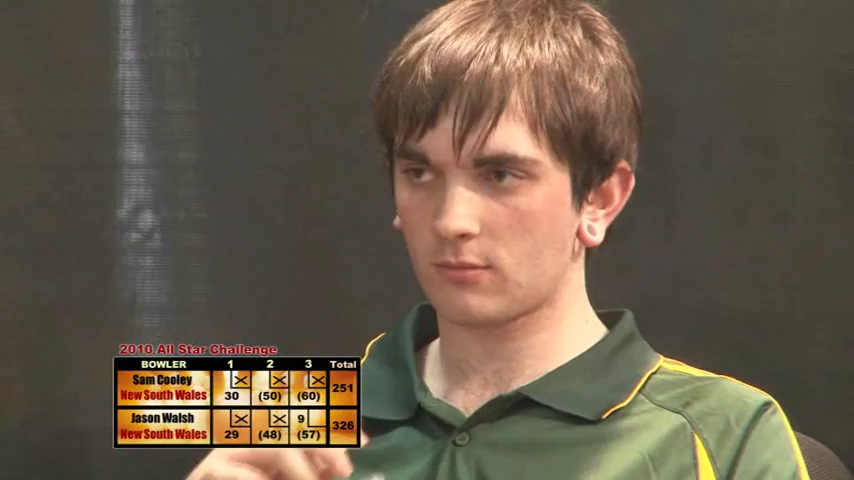 2010 All Star Challenge
BOWLER 1 2 3 Total
Sam Cooley X X X 251
New South Wales 30 (50) (60)
Jason Walsh X X 9 326
New South Wales 29 (48) (57)